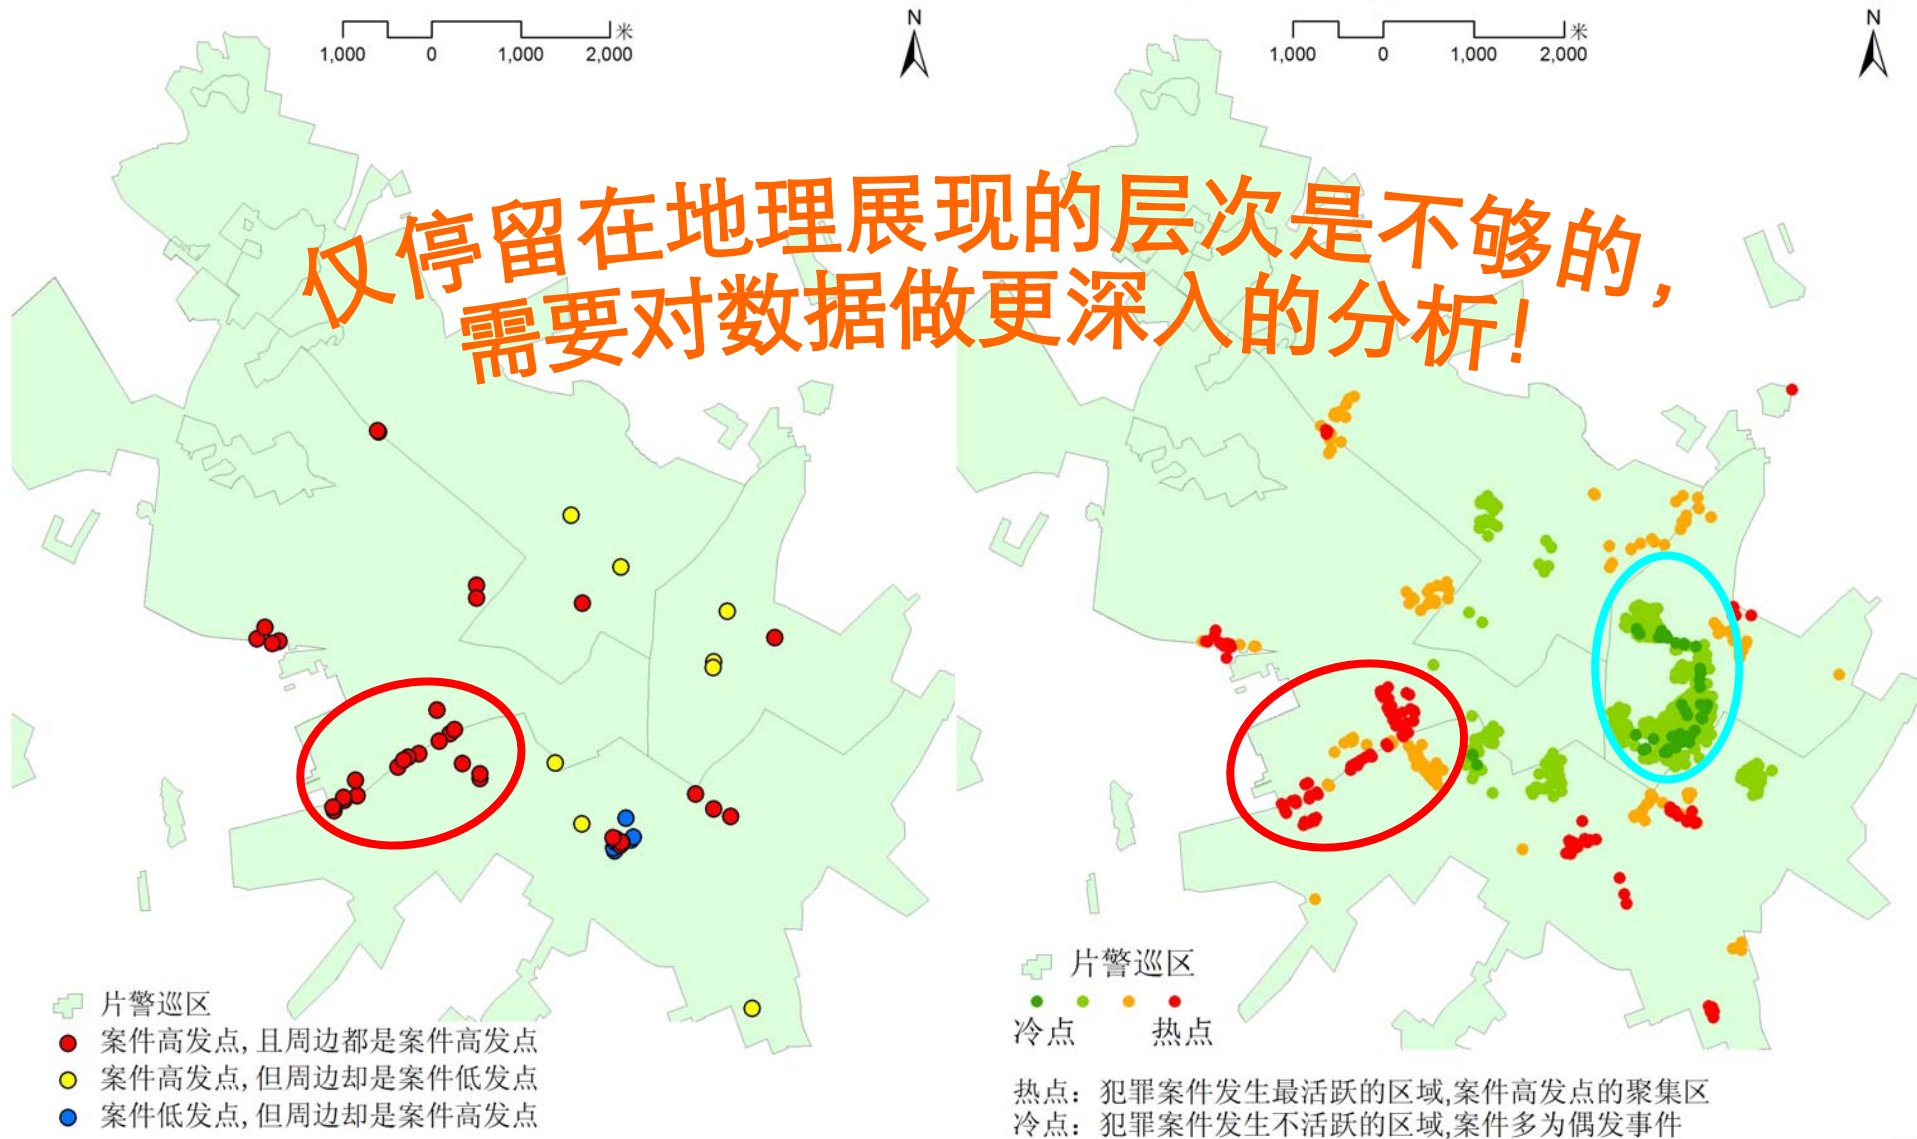 1,000 0 1,000 2,000 米
N
1,000 0 1,000 2,000 米
N
仅停留在地理展现的层次是不够的,
需要对数据做更深入的分析!
片警巡区
案件高发点,且周边都是案件高发点
案件高发点,但周边却是案件低发点
案件低发点,但周边却是案件高发点
片警巡区
冷点 热点
热点：犯罪案件发生最活跃的区域,案件高发点的聚集区
冷点：犯罪案件发生不活跃的区域,案件多为偶发事件